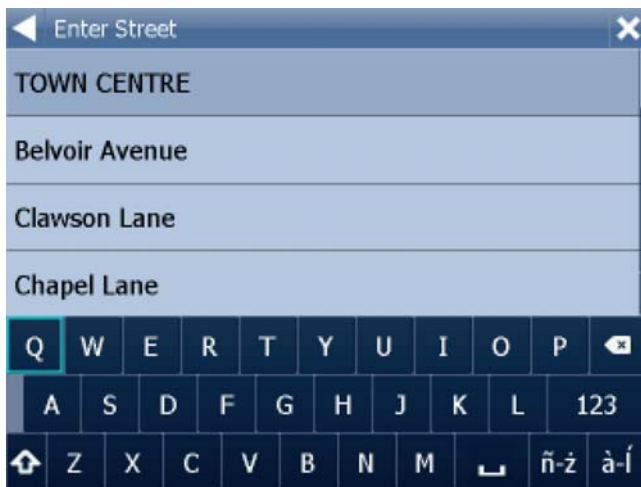 Enter Street
TOWN CENTRE
Belvoir Avenue
Clawson Lane
Chapel Lane
Q W E R T Y U I O P
A S D F G H J K L 123
Z X C V B N M ñ-ż à-Í